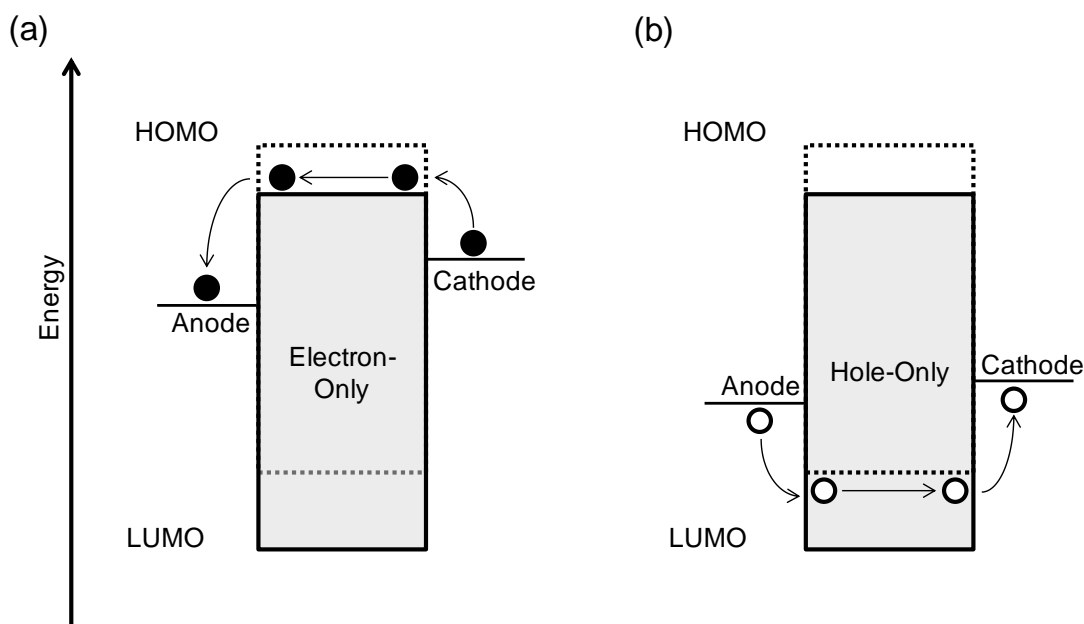 (a)
(b)
HOMO
HOMO
Energy
Anode
Cathode
Electron-
Only
LUMO
Anode
Hole-Only
Cathode
LUMO